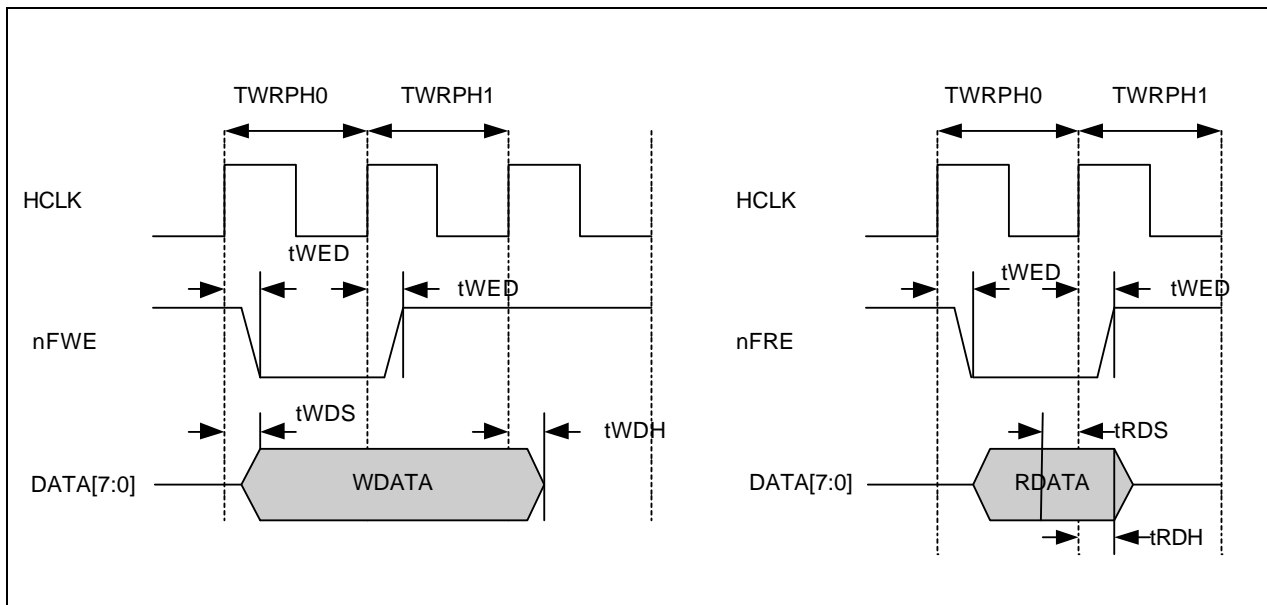 TWRPH0
TWRPH1
HCLK
tWED
tWED
nFWE
tWDS
tWDH
DATA[7:0]
WDATA
TWRPH0
TWRPH1
HCLK
tWED
tWED
nFRE
tRDS
DATA[7:0]
RDATA
tRDH